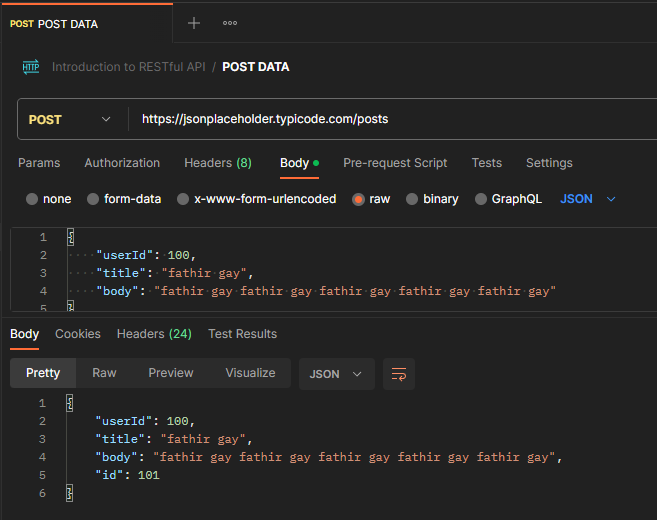 POST POST DATA
HTTP Introduction to RESTful API / POST DATA
POST https://jsonplaceholder.typicode.com/posts
Params Authorization Headers (8) Body Pre-request Script Tests Settings
none form-data x-www-form-urlencoded raw binary GraphQL JSON
1 {
2 "userId": 100,
3 "title": "fathir gay",
4 "body": "fathir gay fathir gay fathir gay fathir gay fathir gay"
5 }
Body Cookies Headers (24) Test Results
Pretty Raw Preview Visualize JSON
1 {
2 "userId": 100,
3 "title": "fathir gay",
4 "body": "fathir gay fathir gay fathir gay fathir gay fathir gay",
5 "id": 101
6 }